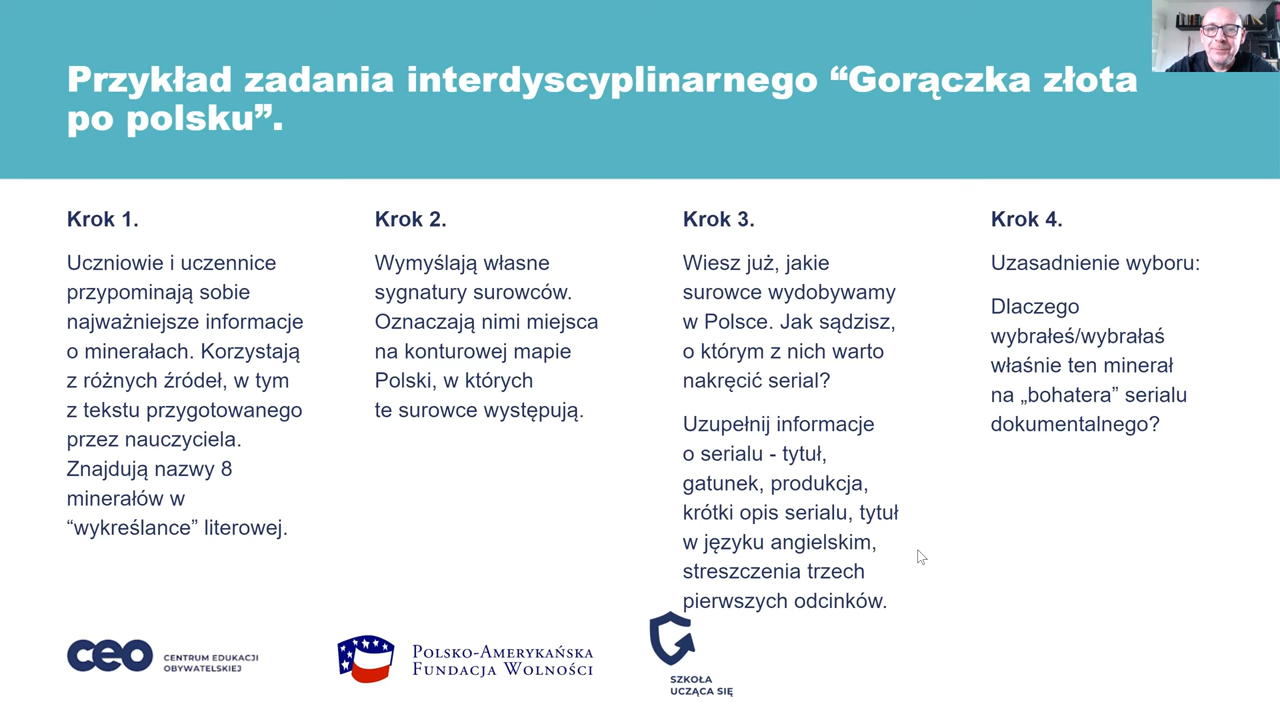 Przykład zadania interdyscyplinarnego “Gorączka złota
po polsku”.
Krok 1.
Uczniowie i uczennice
przypominają sobie
najważniejsze informacje
o minerałach. Korzystają
z różnych źródeł, w tym
z tekstu przygotowanego
przez nauczyciela.
Znajdują nazwy 8
minerałów w
“wykreślance” literowej.
Krok 2.
Wymyślają własne
sygnatury surowców.
Oznaczają nimi miejsca
na konturowej mapie
Polski, w których
te surowce występują.
Krok 3.
Wiesz już, jakie
surowce wydobywamy
w Polsce. Jak sądzisz,
o którym z nich warto
nakręcić serial?
Uzupełnij informacje
o serialu - tytuł,
gatunek, produkcja,
krótki opis serialu, tytuł
w języku angielskim,
streszczenia trzech
pierwszych odcinków.
Krok 4.
Uzasadnienie wyboru:
Dlaczego
wybrałeś/wybrałaś
właśnie ten minerał
na „bohatera” serialu
dokumentalnego?
ceo
CENTRUM EDUKACJI
OBYWATELSKIEJ
POLSKO-AMERYKAŃSKA
FUNDACJA WOLNOŚCI
SZKOŁA
UCZĄCA SIĘ